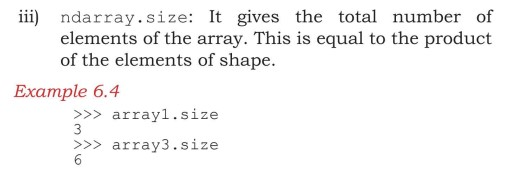 iii) ndarray.size: It gives the total number of
elements of the array. This is equal to the product
of the elements of shape.
Example 6.4
>>> array1.size
3
>>> array3.size
6